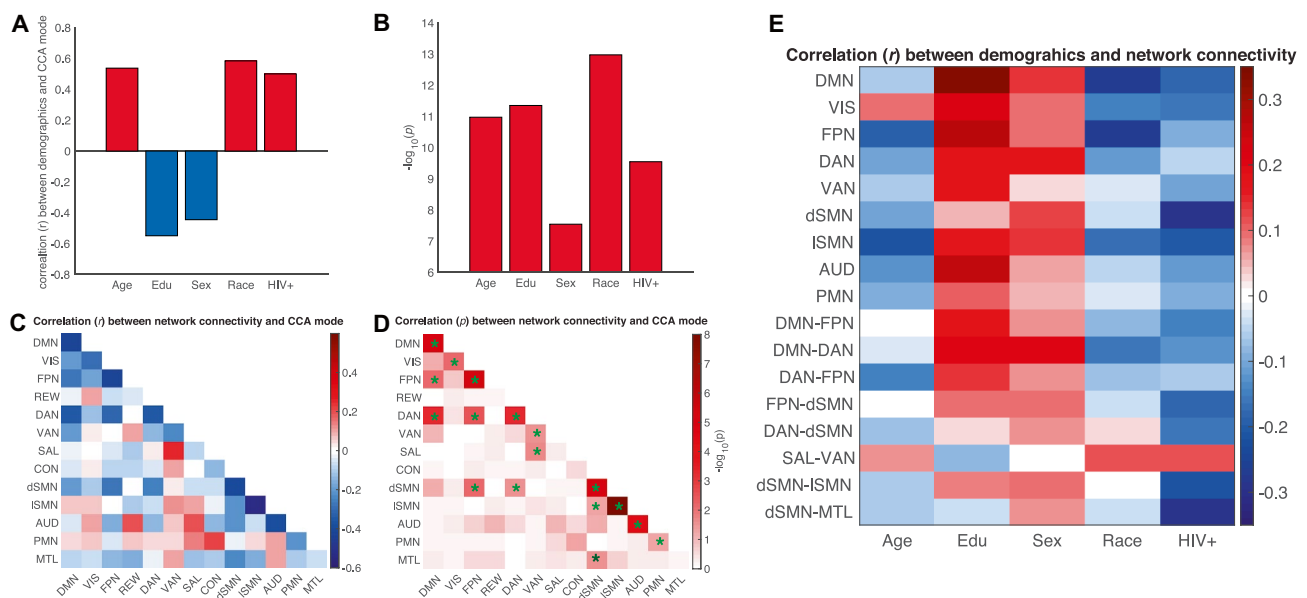 A
correaltion (r) between demographics and CCA mode
0.8
0.6
0.4
0.2
0
-0.2
-0.4
-0.6
-0.8
Age Edu Sex Race HIV+
B
-log10(p)
14
13
12
11
10
9
8
7
6
Age Edu Sex Race HIV+
C Correlation (r) between network connectivity and CCA mode
DMN
VIS
FPN
REW
DAN
VAN
SAL
CON
dSMN
lSMN
AUD
PMN
MTL
DMN VIS FPN REW DAN VAN SAL CON dSMN lSMN AUD PMN MTL
0.4
0.2
0
-0.2
-0.4
-0.6
D Correlation (p) between network connectivity and CCA mode
DMN
VIS
FPN
REW
DAN
VAN
SAL
CON
dSMN
lSMN
AUD
PMN
MTL
DMN VIS FPN REW DAN VAN SAL CON dSMN lSMN AUD PMN MTL
8
7
6
5
4
3
2
1
0
-log10(p)
E
Correlation (r) between demograhics and network connectivity
DMN
VIS
FPN
DAN
VAN
dSMN
lSMN
AUD
PMN
DMN-FPN
DMN-DAN
DAN-FPN
FPN-dSMN
DAN-dSMN
SAL-VAN
dSMN-lSMN
dSMN-MTL
Age Edu Sex Race HIV+
0.3
0.2
0.1
0
-0.1
-0.2
-0.3